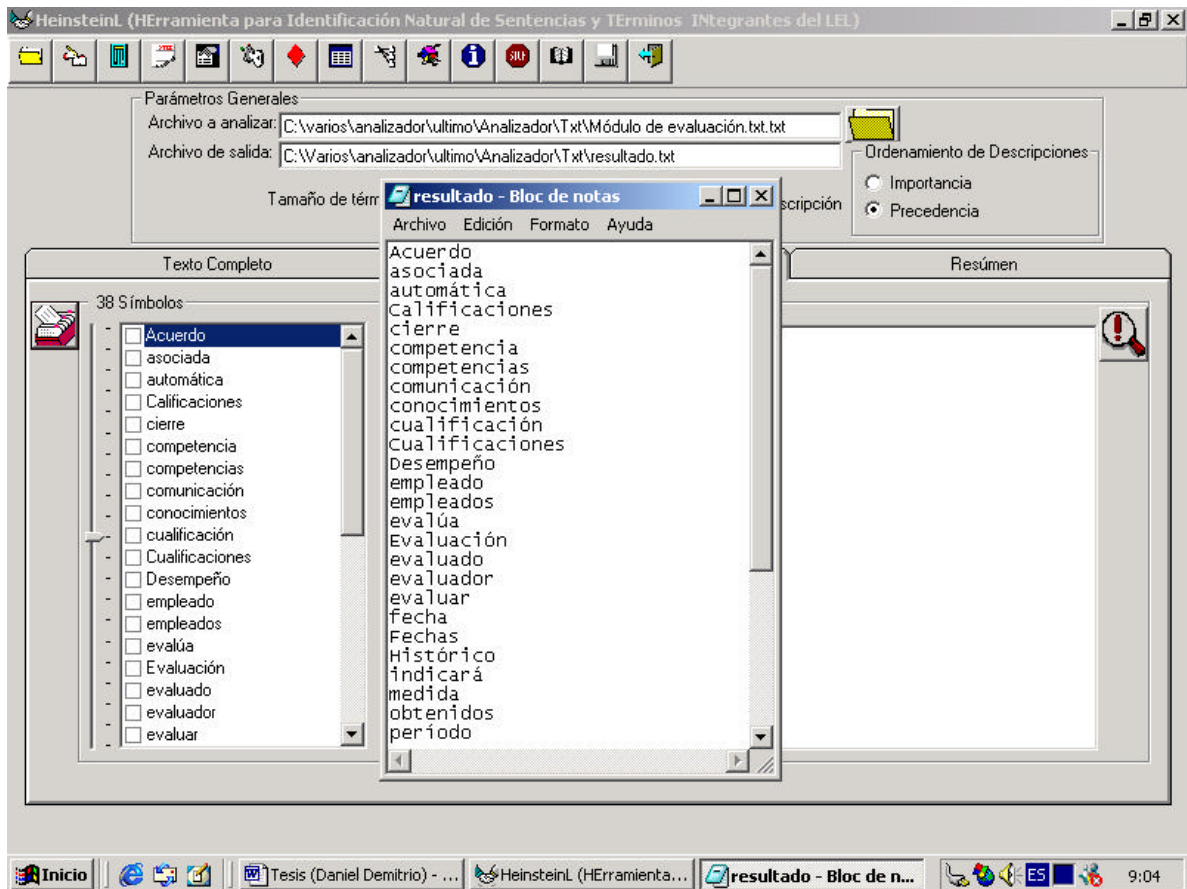 HeinsteinL (HErramienta para Identificación Natural de Sentencias y TErminos INtegrantes del LEL)
Parámetros Generales
Archivo a analizar: C:\varios\analizador\ultimo\Analizador\Txt\Módulo de evaluación.txt.txt
Archivo de salida: C:\Varios\analizador\ultimo\Analizador\Txt\resultado.txt
Ordenamiento de Descripciones
Importancia
Precedencia
Tamaño de térm
scripción
Texto Completo
Resúmen
38 Símbolos
Acuerdo
asociada
automática
Calificaciones
cierre
competencia
competencias
comunicación
conocimientos
cualificación
Cualificaciones
Desempeño
empleado
empleados
evalúa
Evaluación
evaluado
evaluador
evaluar
resultado - Bloc de notas
Archivo Edición Formato Ayuda
Acuerdo
asociada
automática
Calificaciones
cierre
competencia
competencias
comunicación
conocimientos
cualificación
Cualificaciones
Desempeño
empleado
empleados
evalúa
Evaluación
evaluado
evaluador
evaluar
fecha
Fechas
Histórico
indicará
medida
obtenidos
período
Inicio
Tesis (Daniel Demitrio) - ...
HeinsteinL (HErramienta...
resultado - Bloc de n...
ES
9:04